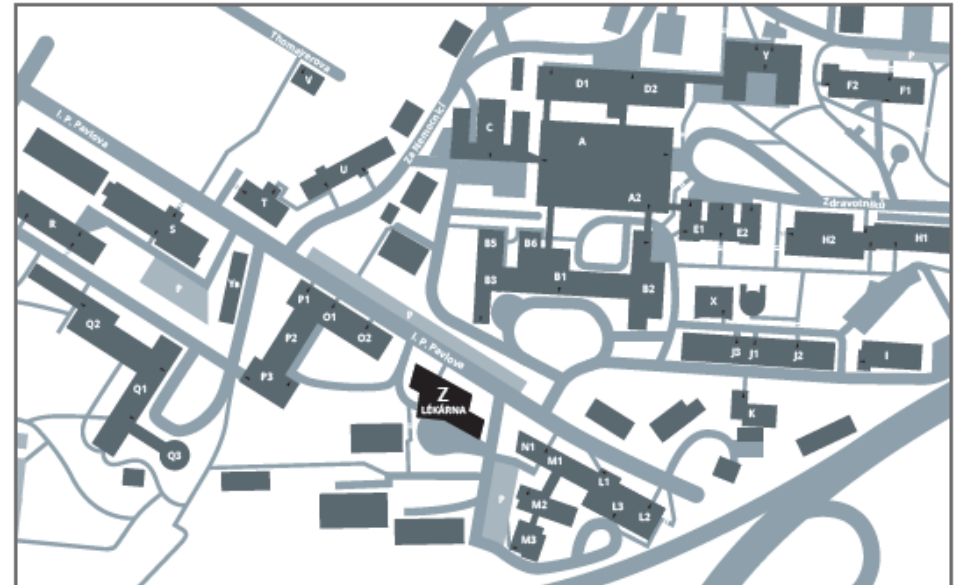 Thomayerova
V
Y
P
D1
D2
F2
F1
I. P. Pavlova
Za Nemocnicí
C
A
U
T
A2
Zdravotníků
R
S
E1
E2
H2
H1
B5
B6
B3
B1
B2
P
P1
X
Q2
P2
O1
O2
P
I. P. Pavlova
J3
J1
J2
I
Q1
P3
Z
LÉKÁRNA
K
Q3
N1
M1
L1
P
M2
L3
L2
M3